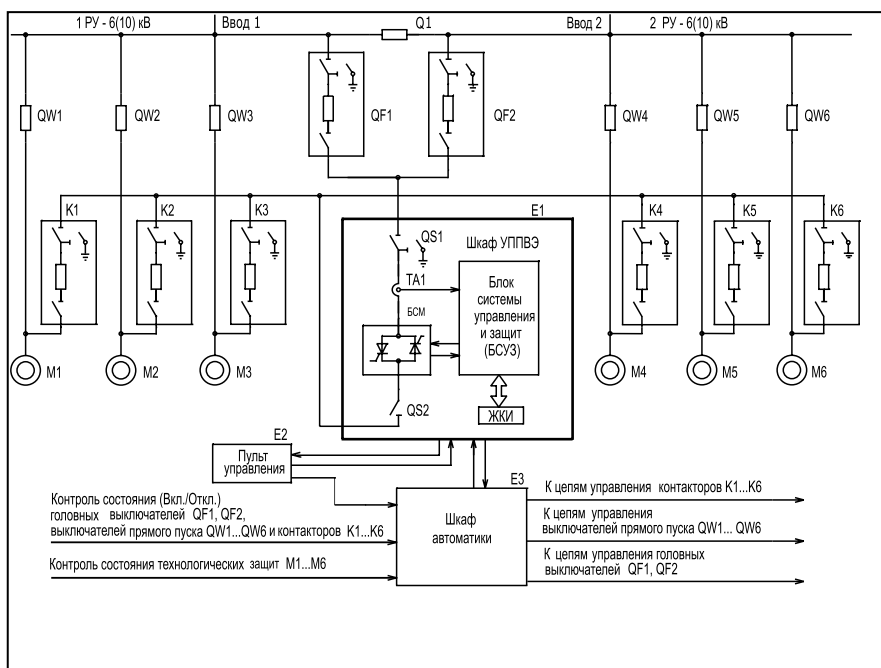 1 РУ - 6(10) кВ
Ввод 1
Q1
Ввод 2
2 РУ - 6(10) кВ
QW1
QW2
QW3
QF1
QF2
QW4
QW5
QW6
K1
K2
K3
E1
K4
K5
K6
QS1
Шкаф УППВЭ
TA1
БСМ
Блок
системы
управления
и защит
(БСУЗ)
M1
M2
M3
M4
M5
M6
QS2
ЖКИ
E2
Пульт
управления
E3
Шкаф
автоматики
Контроль состояния (Вкл./Откл.)
головных выключателей QF1, QF2,
выключателей прямого пуска QW1...QW6 и контакторов K1...K6
Контроль состояния технологических защит M1...M6
К цепям управления контакторов K1...K6
К цепям управления
выключателей прямого пуска QW1... QW6
К цепям управления головных
выключателей QF1, QF2